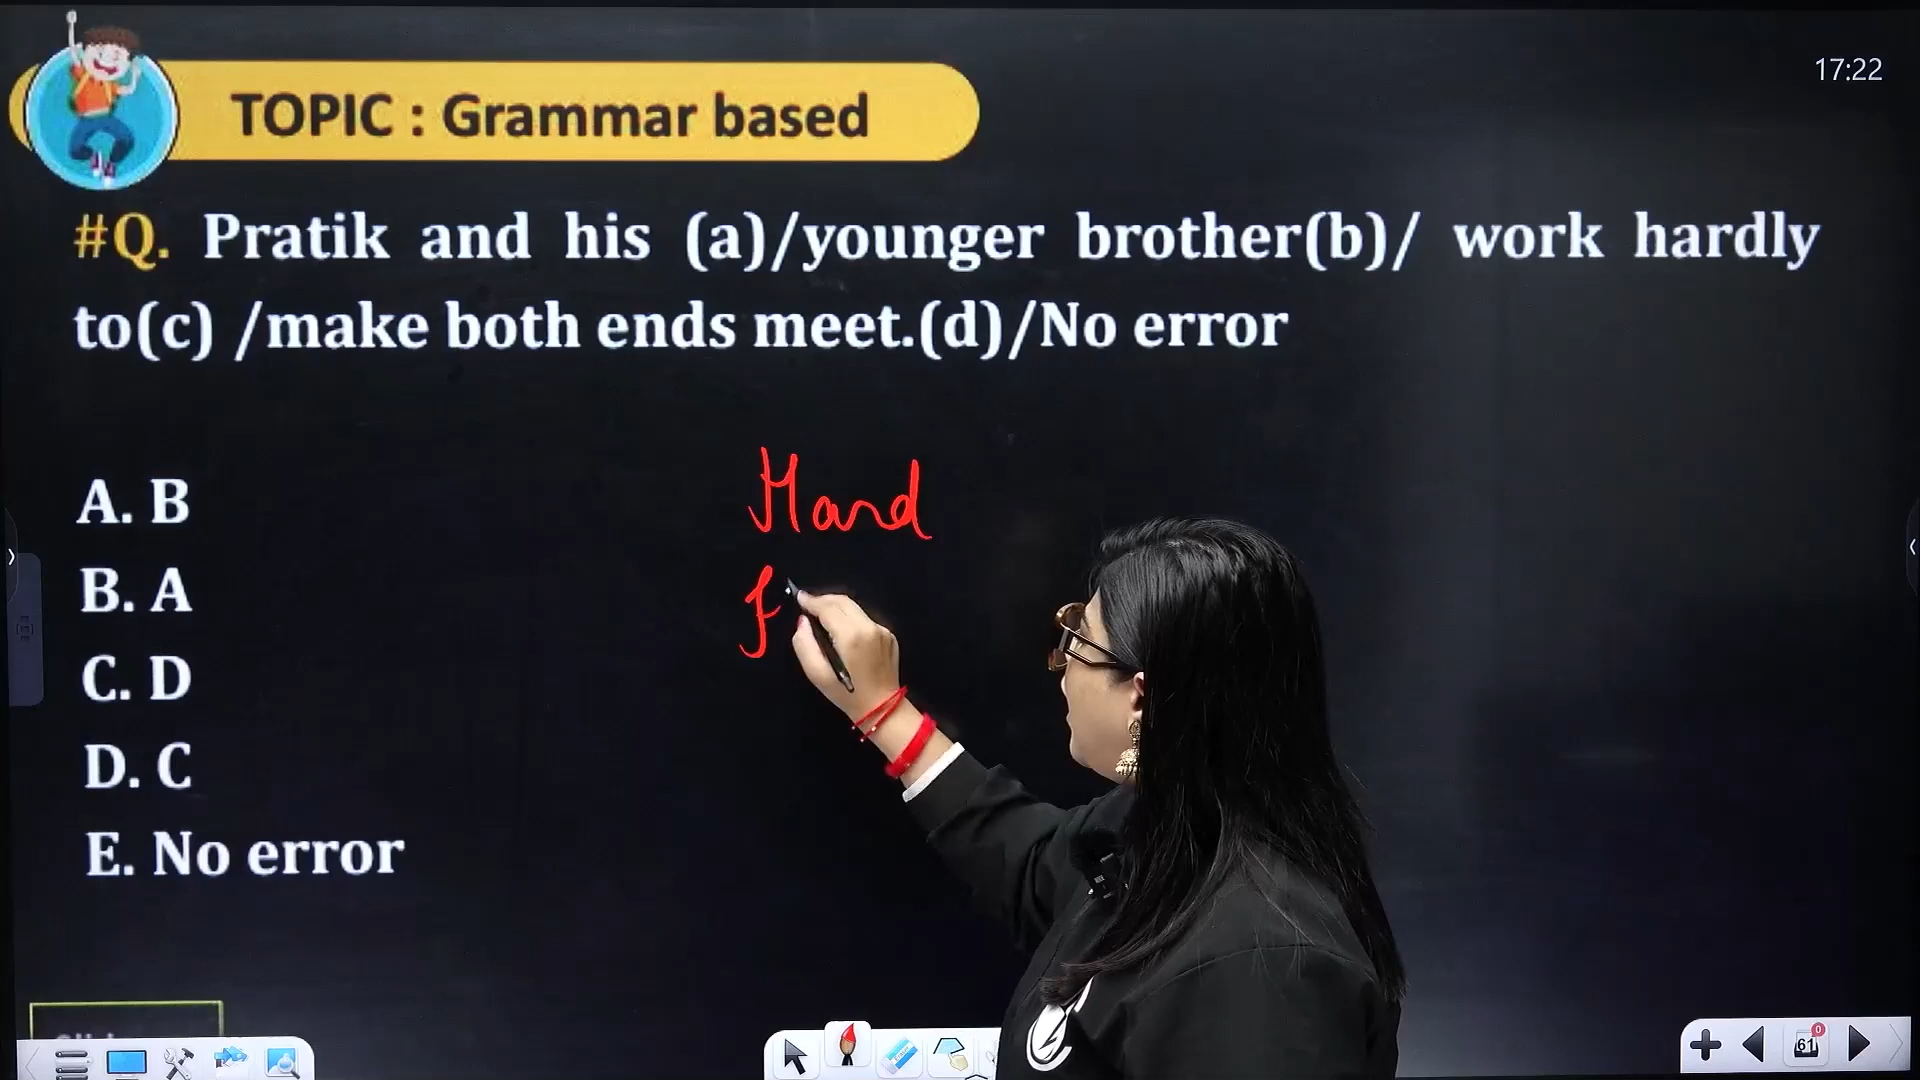 17:22
TOPIC : Grammar based
#Q. Pratik and his (a)/younger brother(b)/ work hardly
to(c) /make both ends meet.(d)/No error
Hard
A. B
B. A
C. D
D. C
E. No error
61
0